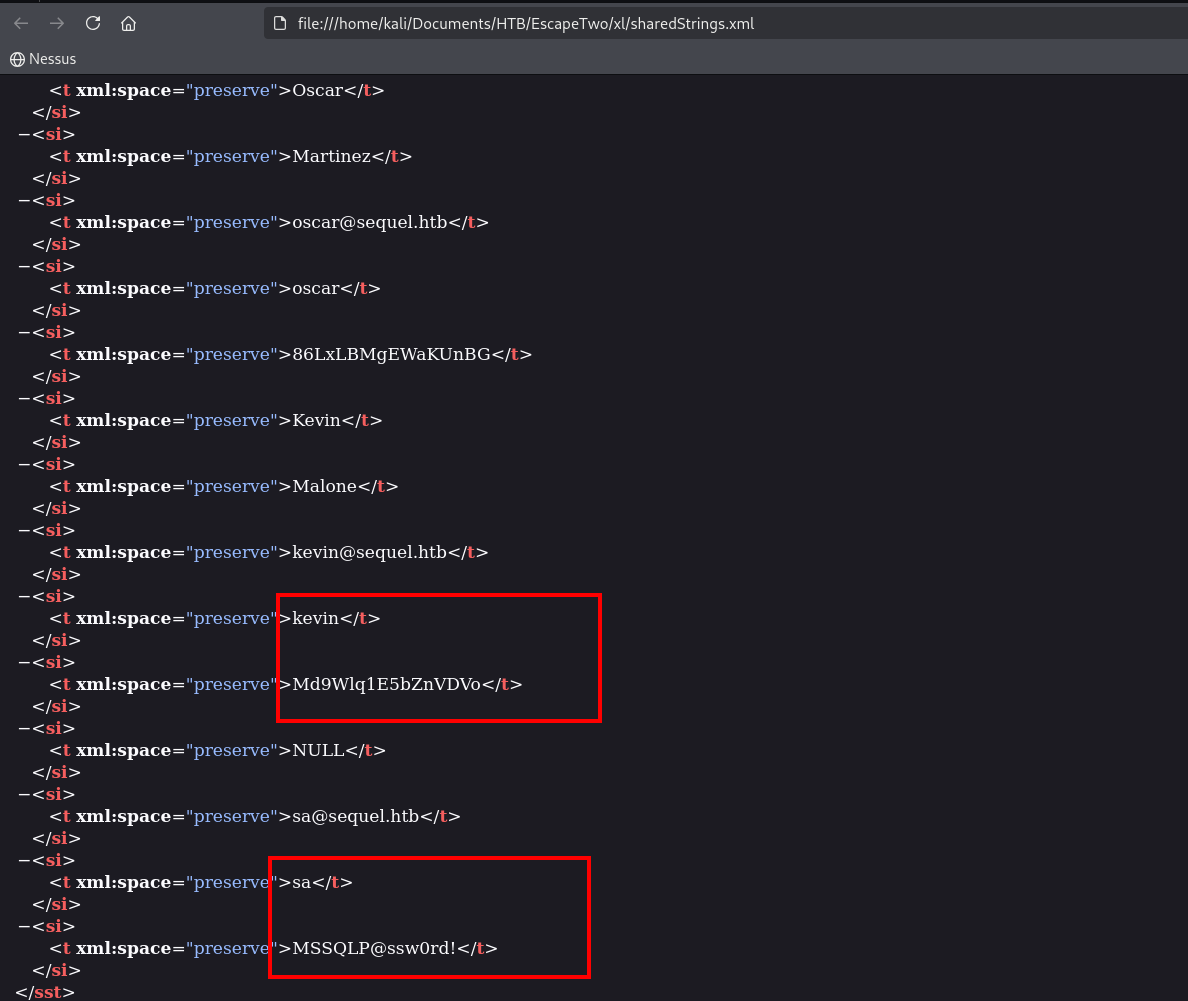 file:///home/kali/Documents/HTB/EscapeTwo/xl/sharedStrings.xml
Nessus
<t xml:space="preserve">Oscar</t>
</si>
−<si>
<t xml:space="preserve">Martinez</t>
</si>
−<si>
<t xml:space="preserve">oscar@sequel.htb</t>
</si>
−<si>
<t xml:space="preserve">oscar</t>
</si>
−<si>
<t xml:space="preserve">86LxLBMgEWaKUnBG</t>
</si>
−<si>
<t xml:space="preserve">Kevin</t>
</si>
−<si>
<t xml:space="preserve">Malone</t>
</si>
−<si>
<t xml:space="preserve">kevin@sequel.htb</t>
</si>
−<si>
<t xml:space="preserve">kevin</t>
</si>
−<si>
<t xml:space="preserve">Md9Wlq1E5bZnVDVo</t>
</si>
−<si>
<t xml:space="preserve">NULL</t>
</si>
−<si>
<t xml:space="preserve">sa@sequel.htb</t>
</si>
−<si>
<t xml:space="preserve">sa</t>
</si>
−<si>
<t xml:space="preserve">MSSQLP@ssw0rd!</t>
</si>
</sst>